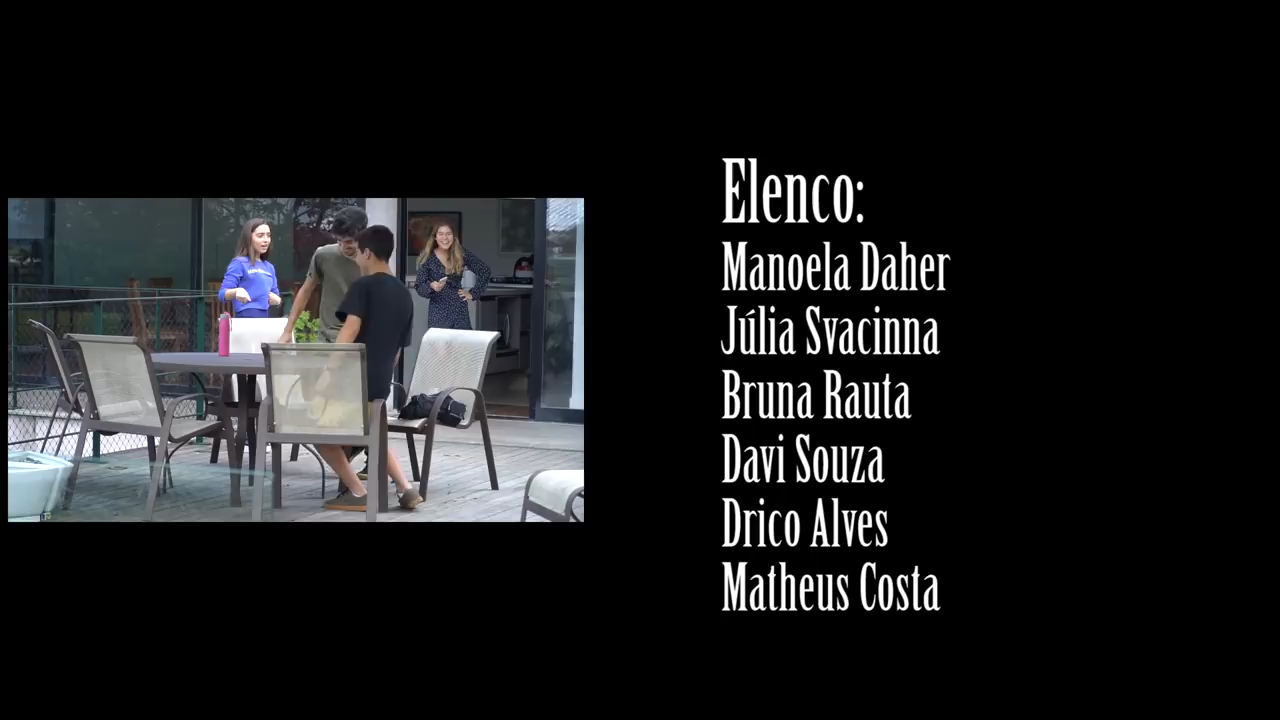 Elenco:
Manoela Daher
Júlia Svacinna
Bruna Rauta
Davi Souza
Drico Alves
Matheus Costa